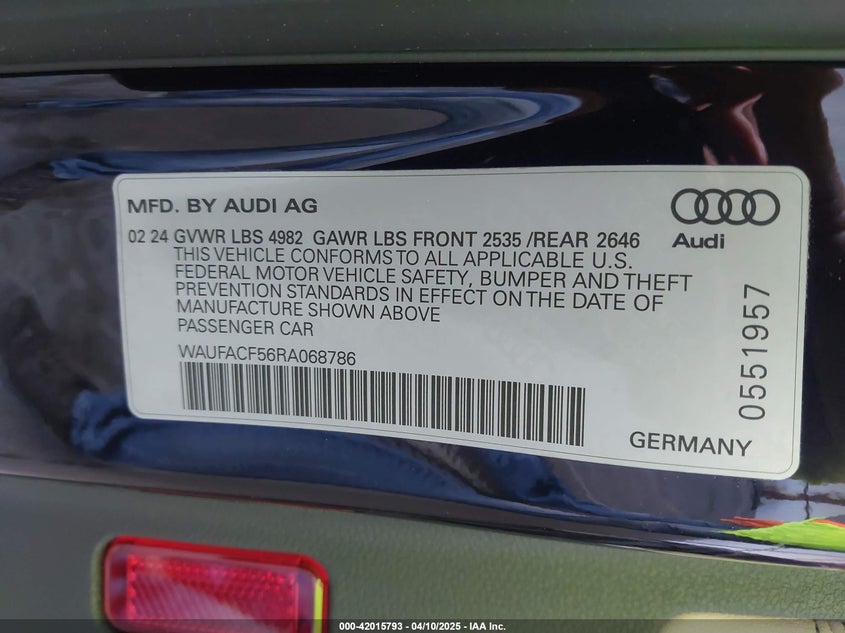 MFD. BY AUDI AG
Audi
02 24 GVWR LBS 4982 GAWR LBS FRONT 2535 /REAR 2646
THIS VEHICLE CONFORMS TO ALL APPLICABLE U.S.
FEDERAL MOTOR VEHICLE SAFETY, BUMPER AND THEFT
PREVENTION STANDARDS IN EFFECT ON THE DATE OF
MANUFACTURE SHOWN ABOVE
PASSENGER CAR
WAUFACF56RA068786
0551957
GERMANY
000-42015793 - 04/10/2025 - IAA Inc.